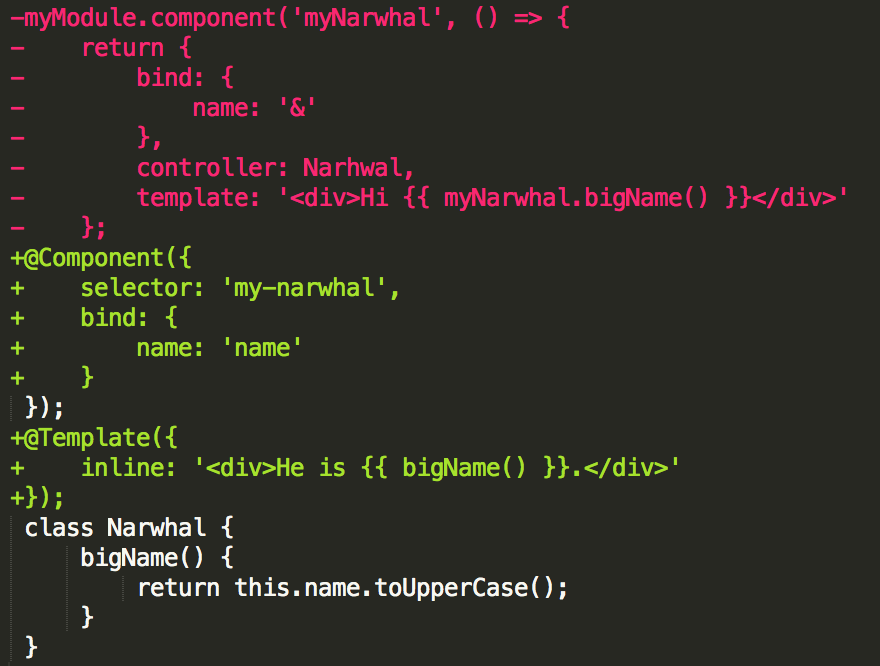 -myModule.component('myNarwhal', () => {
-    return {
-        bind: {
-            name: '&'
-        },
-        controller: Narhwal,
-        template: '<div>Hi {{ myNarwhal.bigName() }}</div>'
-    };
+@Component({
+    selector: 'my-narwhal',
+    bind: {
+        name: 'name'
+    }
 });
+@Template({
+    inline: '<div>He is {{ bigName() }}.</div>'
+});
 class Narwhal {
     bigName() {
         return this.name.toUpperCase();
     }
 }